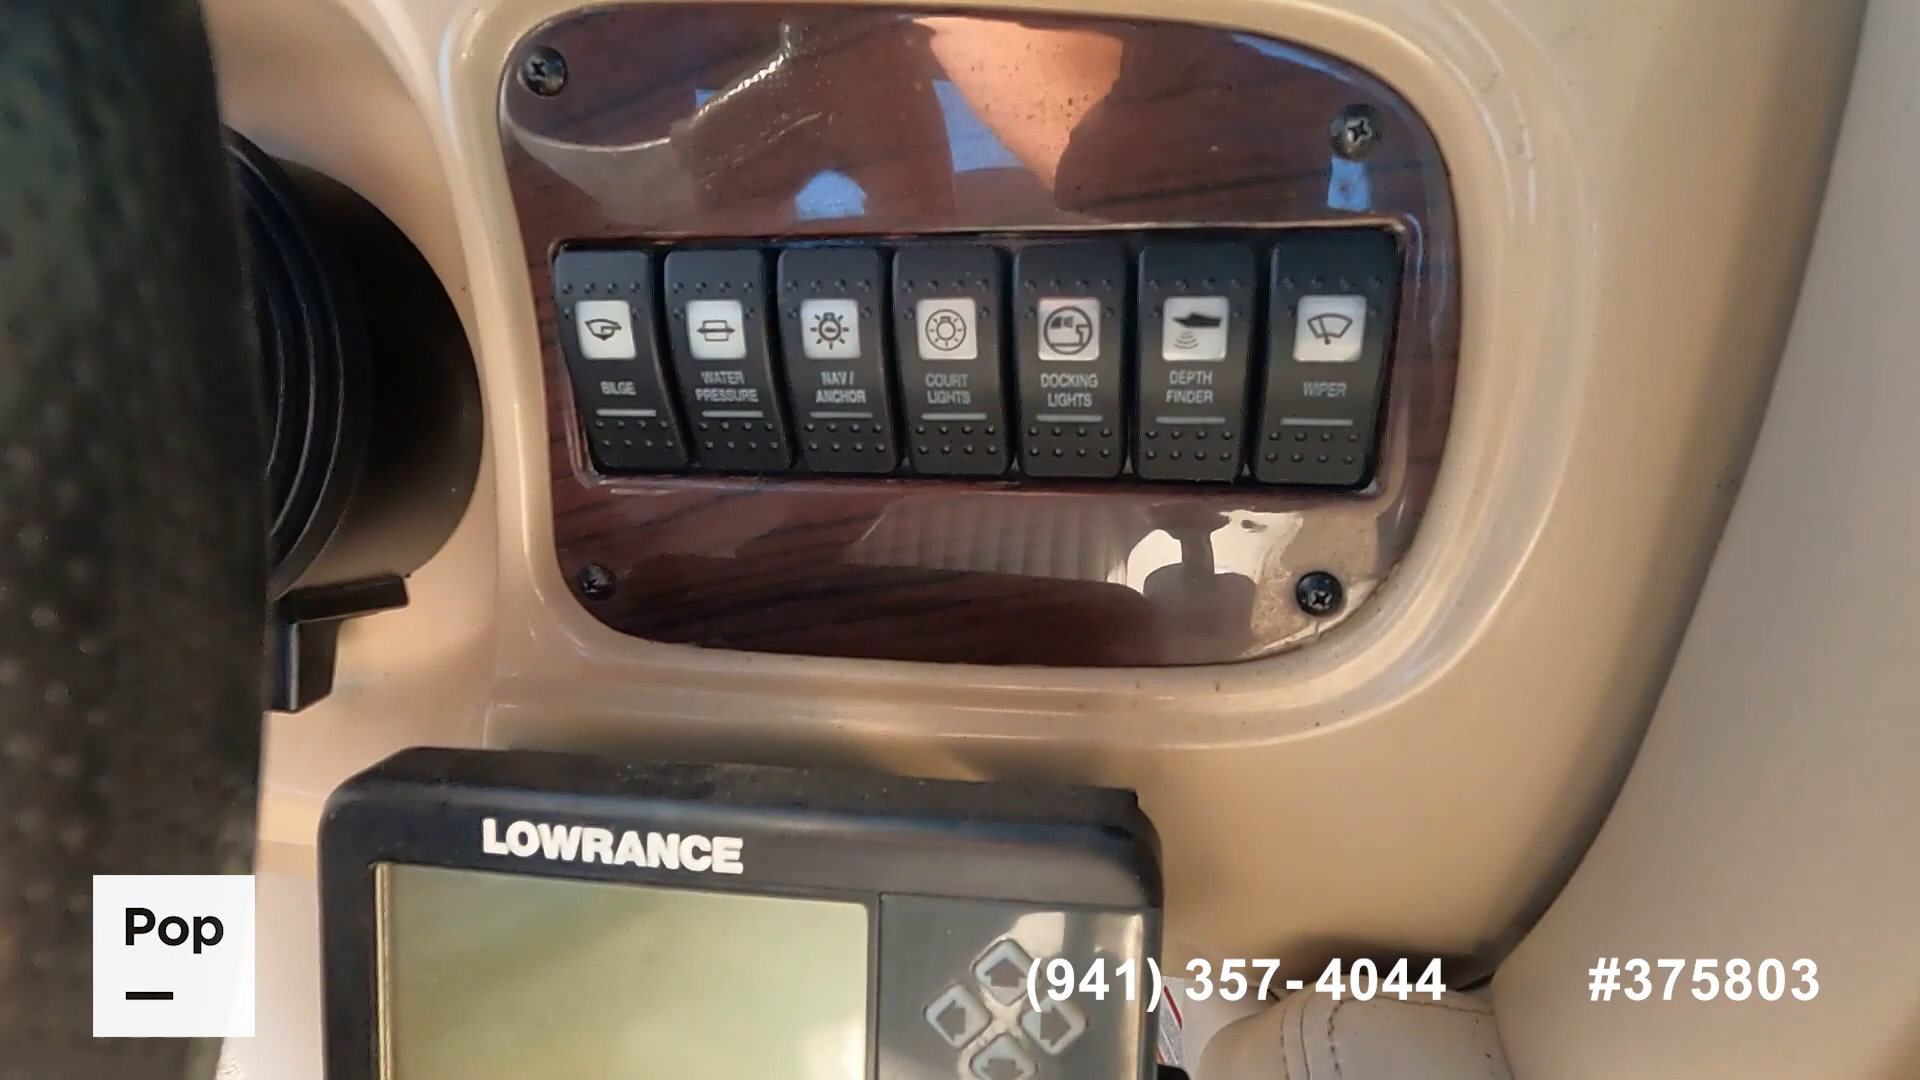 BILGE
WATER
PRESSURE
NAV /
ANCHOR
COURT
LIGHTS
DOCKING
LIGHTS
DEPTH
FINDER
WIPER
LOWRANCE
Pop
(941) 357-4044
#375803